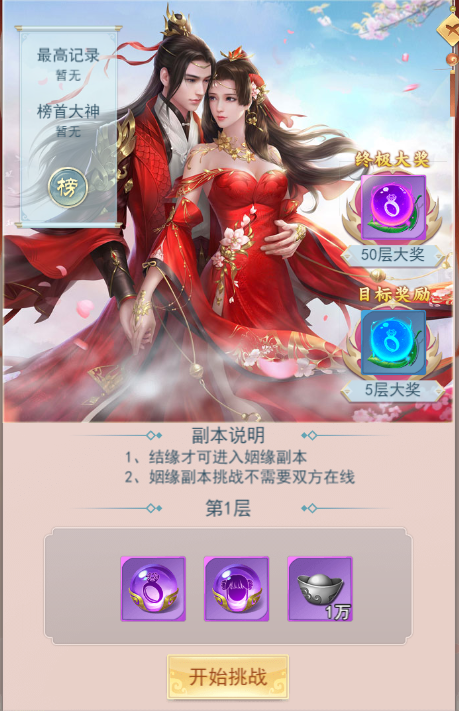 最高记录
暂无
榜首大神
暂无
榜
终极大奖
50层大奖
目标奖励
5层大奖
副本说明
1、结缘才可进入姻缘副本
2、姻缘副本挑战不需要双方在线
第1层
1万
开始挑战